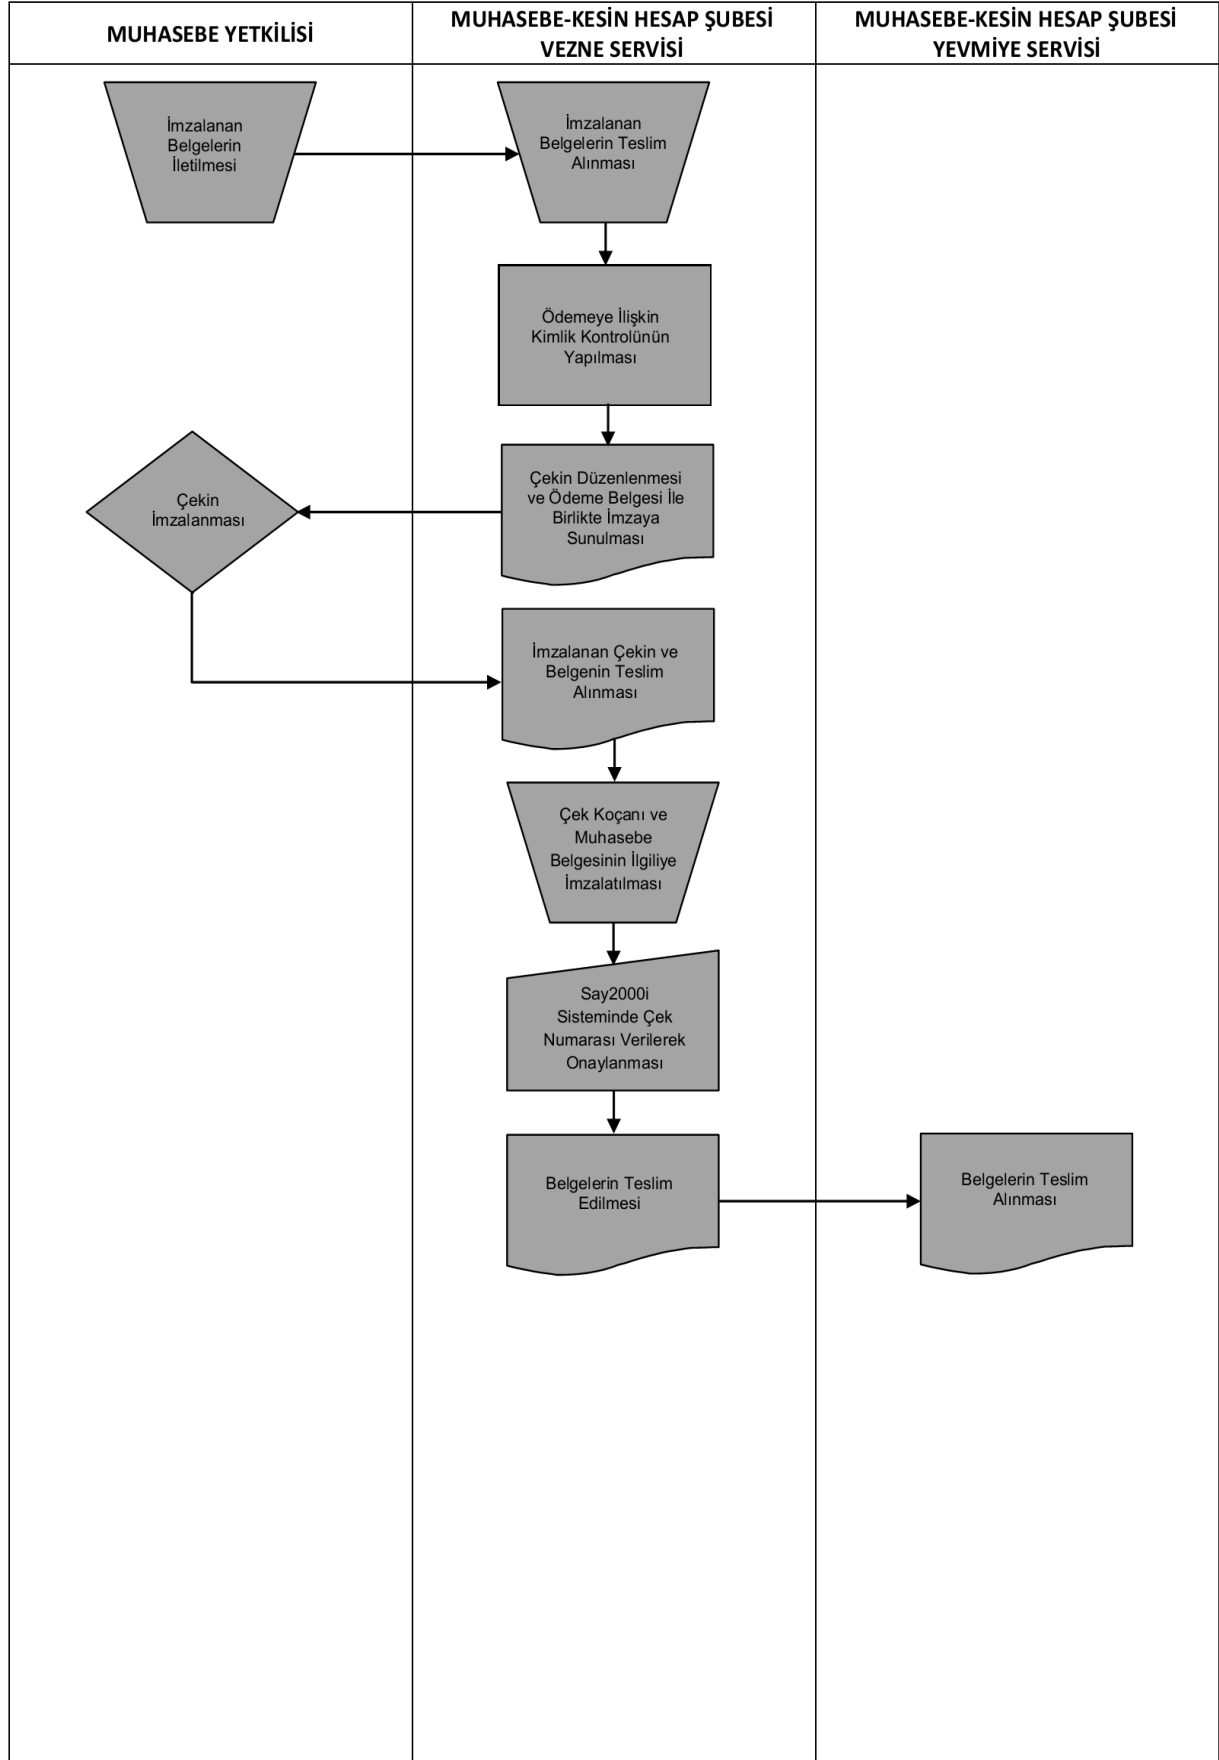 MUHASEBE YETKİLİSİ
MUHASEBE-KESİN HESAP ŞUBESİ
VEZNE SERVİSİ
MUHASEBE-KESİN HESAP ŞUBESİ
YEVMİYE SERVİSİ
İmzalanan
Belgelerin
İletilmesi
İmzalanan
Belgelerin Teslim
Alınması
Ödemeye İlişkin
Kimlik Kontrolünün
Yapılması
Çekin Düzenlenmesi
ve Ödeme Belgesi İle
Birlikte İmzaya
Sunulması
Çekin
İmzalanması
İmzalanan Çekin ve
Belgenin Teslim
Alınması
Çek Koçanı ve
Muhasebe
Belgesinin İlgiliye
İmzalatılması
Say2000i
Sisteminde Çek
Numarası Verilerek
Onaylanması
Belgelerin Teslim
Edilmesi
Belgelerin Teslim
Alınması